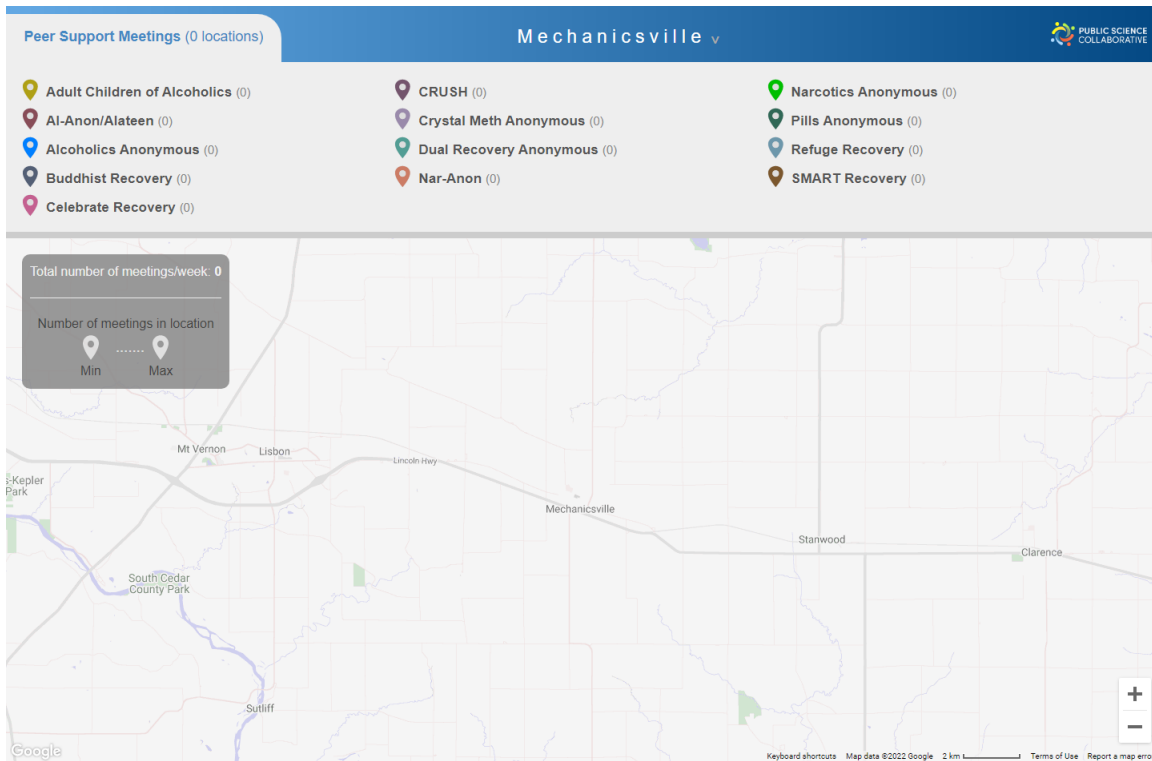 Peer Support Meetings (0 locations)
Mechanicsville v
PUBLIC SCIENCE
COLLABORATIVE
Adult Children of Alcoholics (0)
Al-Anon/Alateen (0)
Alcoholics Anonymous (0)
Buddhist Recovery (0)
Celebrate Recovery (0)
CRUSH (0)
Crystal Meth Anonymous (0)
Dual Recovery Anonymous (0)
Nar-Anon (0)
Narcotics Anonymous (0)
Pills Anonymous (0)
Refuge Recovery (0)
SMART Recovery (0)
Total number of meetings/week: 0
Number of meetings in location
.......
Min Max
Mt Vernon
Lisbon
Lincoln Hwy
s-Kepler
Park
Mechanicsville
Stanwood
Clarence
South Cedar
County Park
Sutliff
+
−
Google
Keyboard shortcuts Map data ©2022 Google 2 km Terms of Use Report a map erro